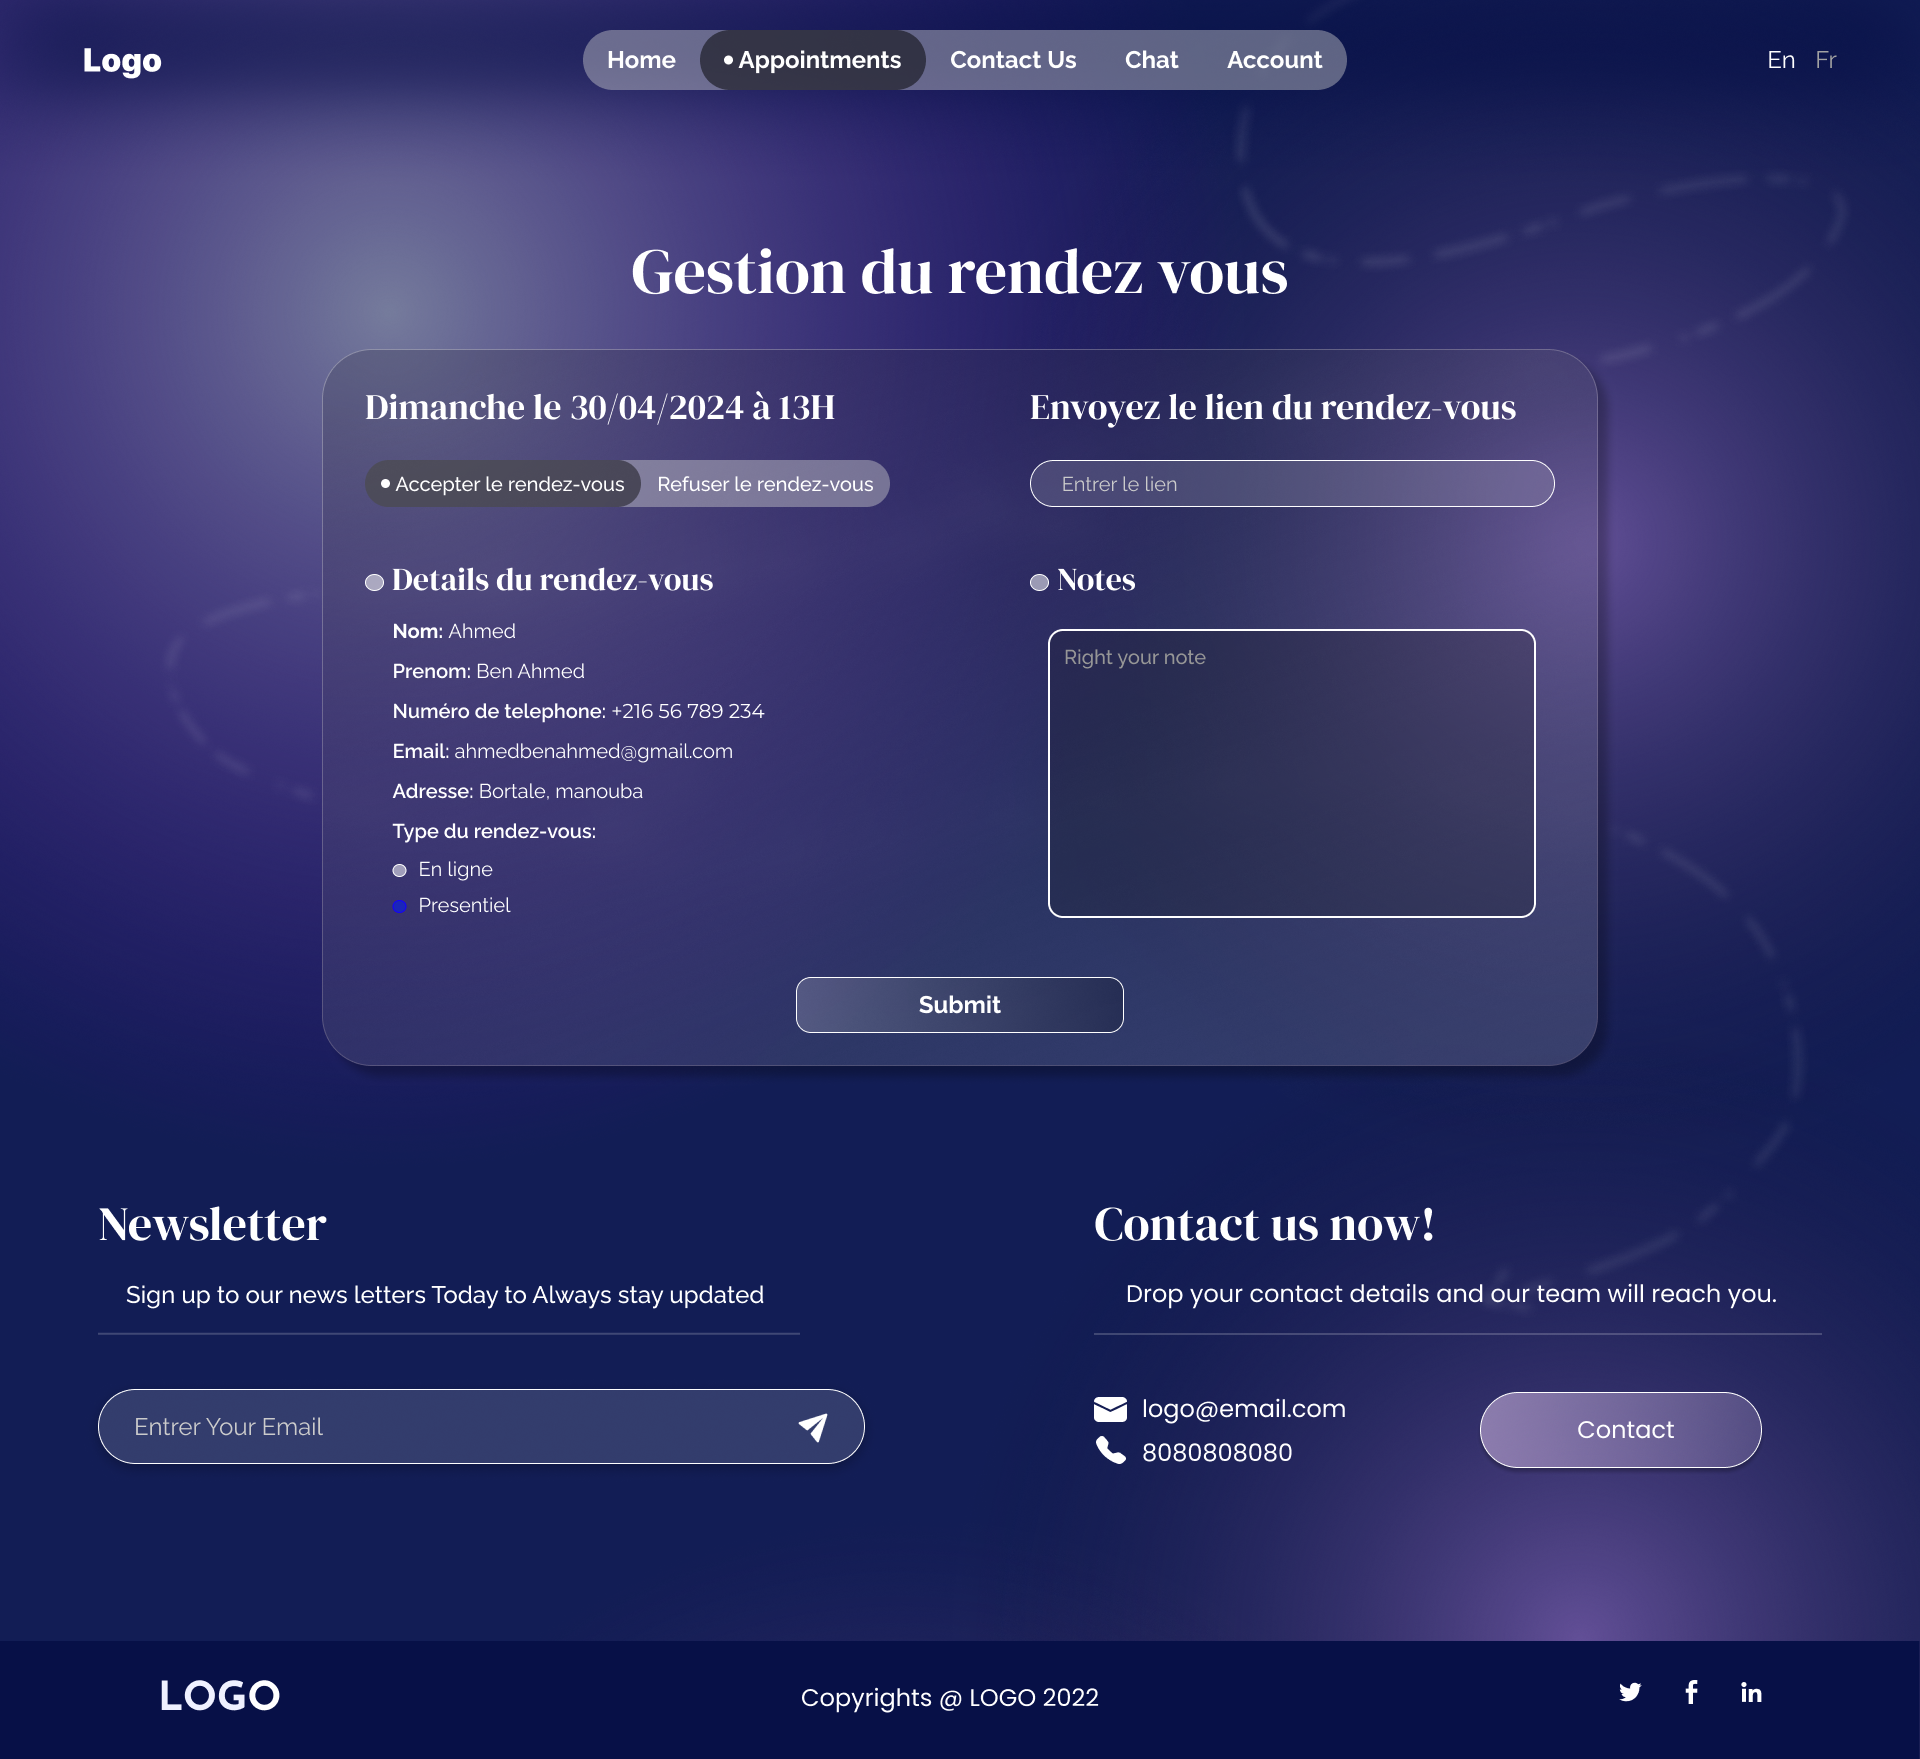 Logo
Home
Appointments
Contact Us
Chat
Account
En Fr
Gestion du rendez vous
Dimanche le 30/04/2024 à 13H
Accepter le rendez-vous
Refuser le rendez-vous
Details du rendez-vous
Nom: Ahmed
Prenom: Ben Ahmed
Numéro de telephone: +216 56 789 234
Email: ahmedbenahmed@gmail.com
Adresse: Bortale, manouba
Type du rendez-vous:
En ligne
Presentiel
Envoyez le lien du rendez-vous
Entrer le lien
Notes
Right your note
Submit
Newsletter
Sign up to our news letters Today to Always stay updated
Entrer Your Email
Contact us now!
Drop your contact details and our team will reach you.
logo@email.com
8080808080
Contact
LOGO
Copyrights @ LOGO 2022